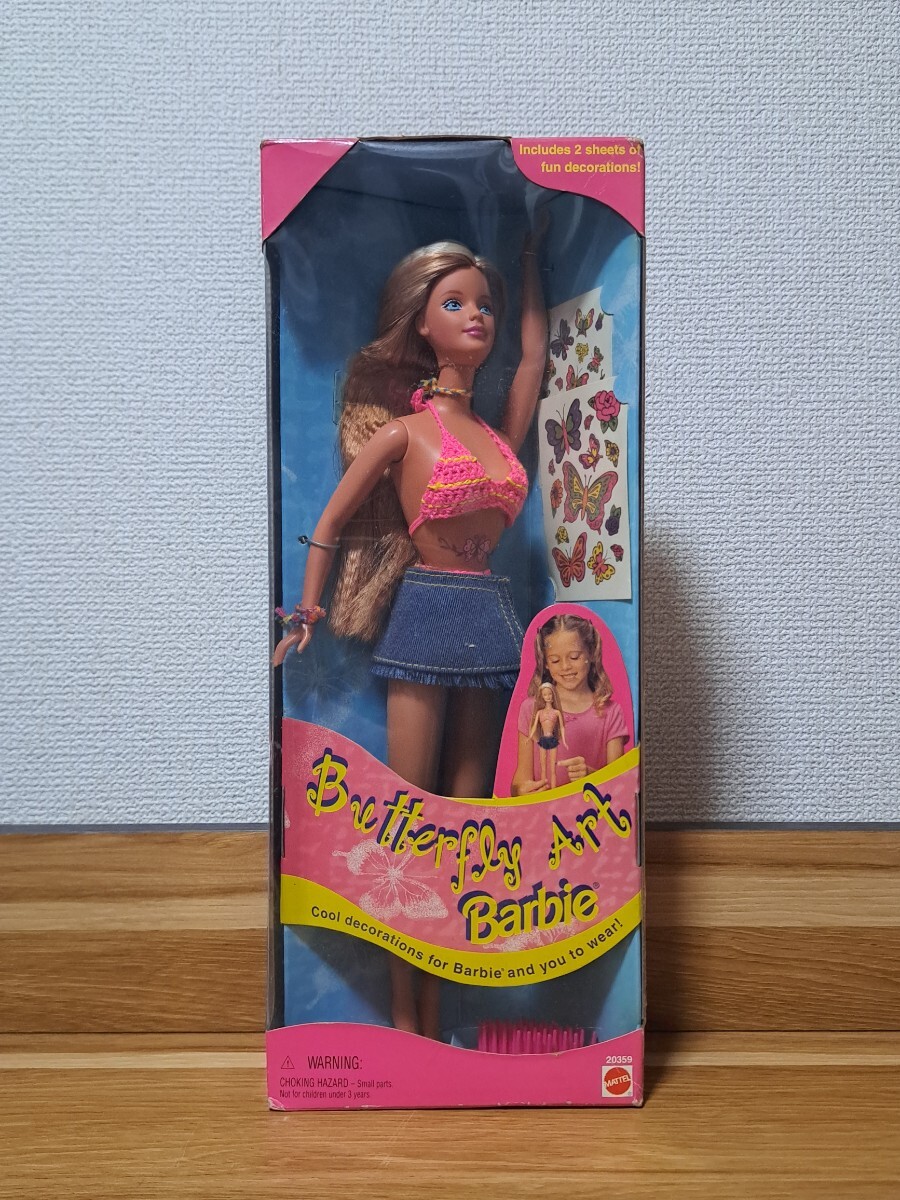 Includes 2 sheets of
fun decorations!
Butterfly Art
Barbie®
Cool decorations for Barbie® and you to wear!
⚠ WARNING:
CHOKING HAZARD – Small parts.
Not for children under 3 years.
20359
MATTEL